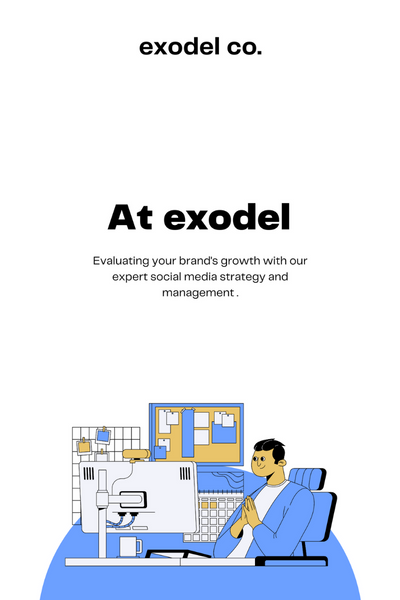 exodel co.
At exodel
Evaluating your brand's growth with our
expert social media strategy and
management .